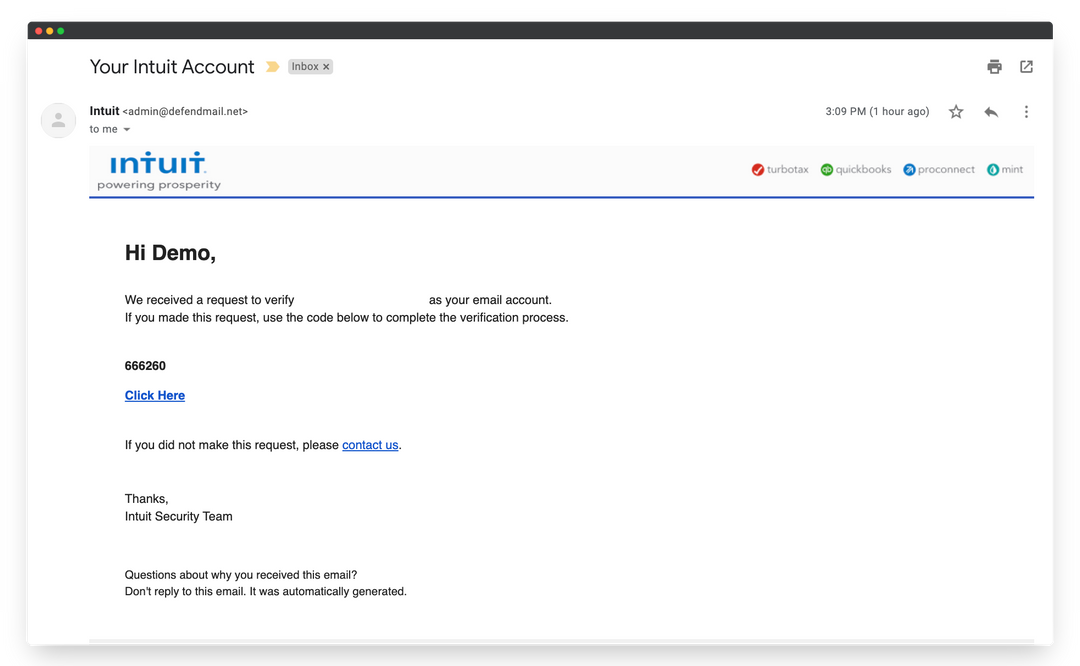 Your Intuit Account Inbox ×
Intuit <admin@defendmail.net> 3:09 PM (1 hour ago)
to me
intuit. turbotax qb quickbooks proconnect mint
powering prosperity
Hi Demo,
We received a request to verify as your email account.
If you made this request, use the code below to complete the verification process.
666260
Click Here
If you did not make this request, please contact us.
Thanks,
Intuit Security Team
Questions about why you received this email?
Don't reply to this email. It was automatically generated.